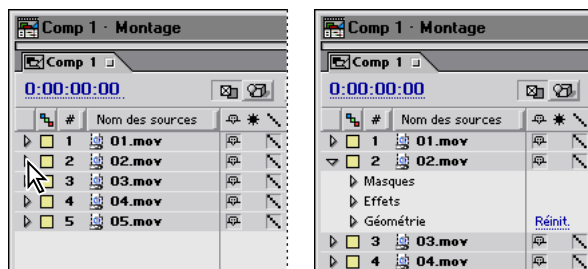 Comp 1 · Montage
Comp 1
0:00:00:00
# Nom des sources
1 01.mov
2 02.mov
3 03.mov
4 04.mov
5 05.mov
Comp 1 · Montage
Comp 1
0:00:00:00
# Nom des sources
1 01.mov
2 02.mov
Masques
Effets
Géométrie Réinit.
3 03.mov
4 04.mov